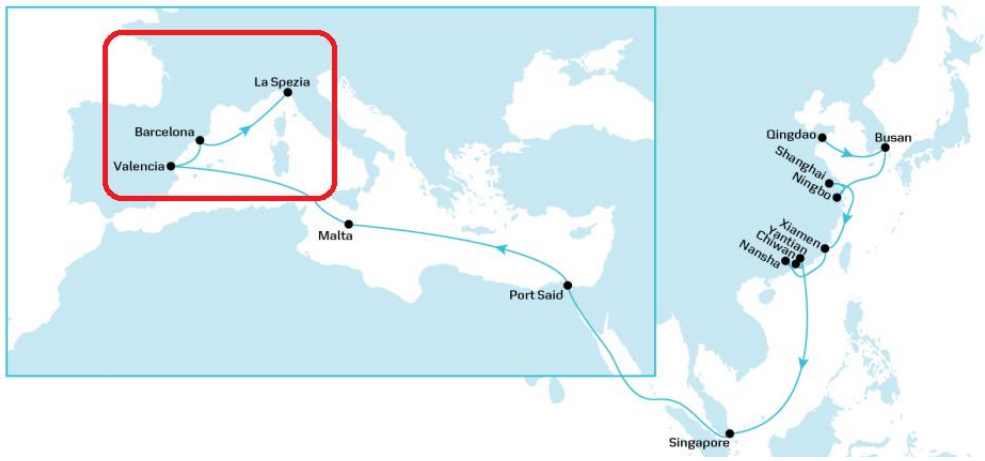 La Spezia
Barcelona
Valencia
Malta
Port Said
Qingdao
Busan
Shanghai
Ningbo
Xiamen
Yantian
Chiwan
Nansha
Singapore